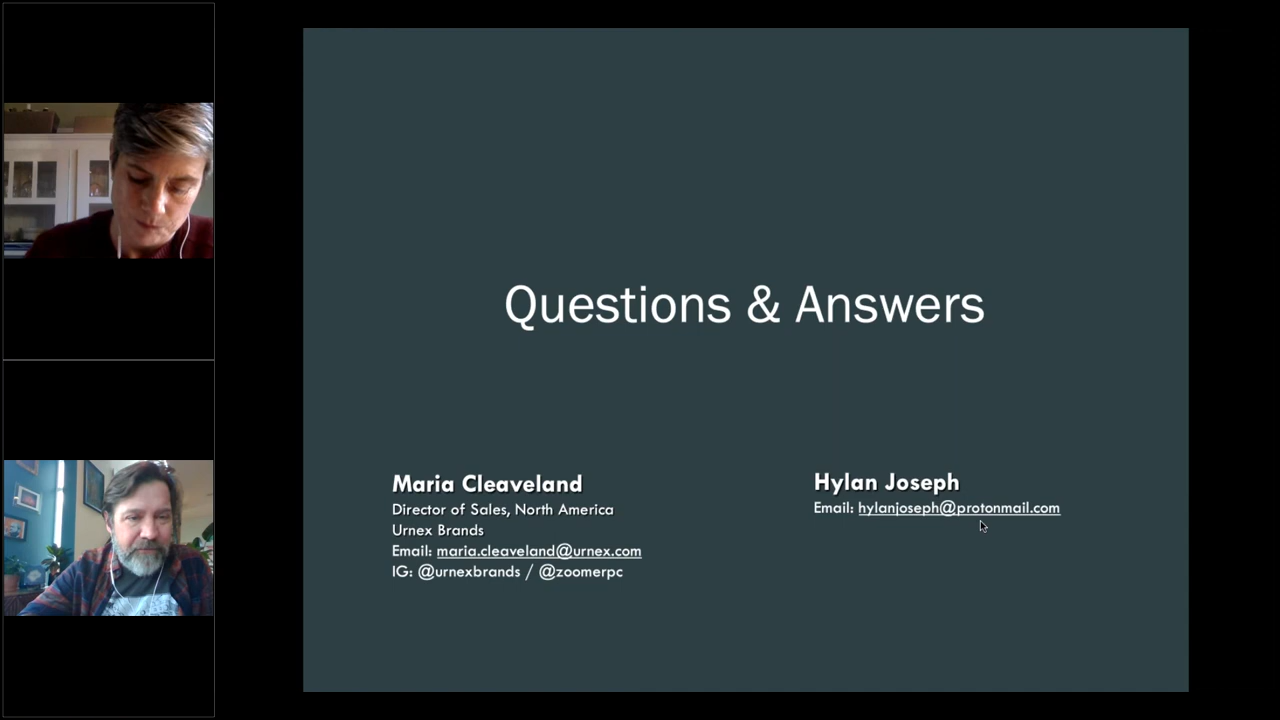 Questions & Answers
Maria Cleaveland
Director of Sales, North America
Urnex Brands
Email: maria.cleaveland@urnex.com
IG: @urnexbrands / @zoomerpc
Hylan Joseph
Email: hylanjoseph@protonmail.com